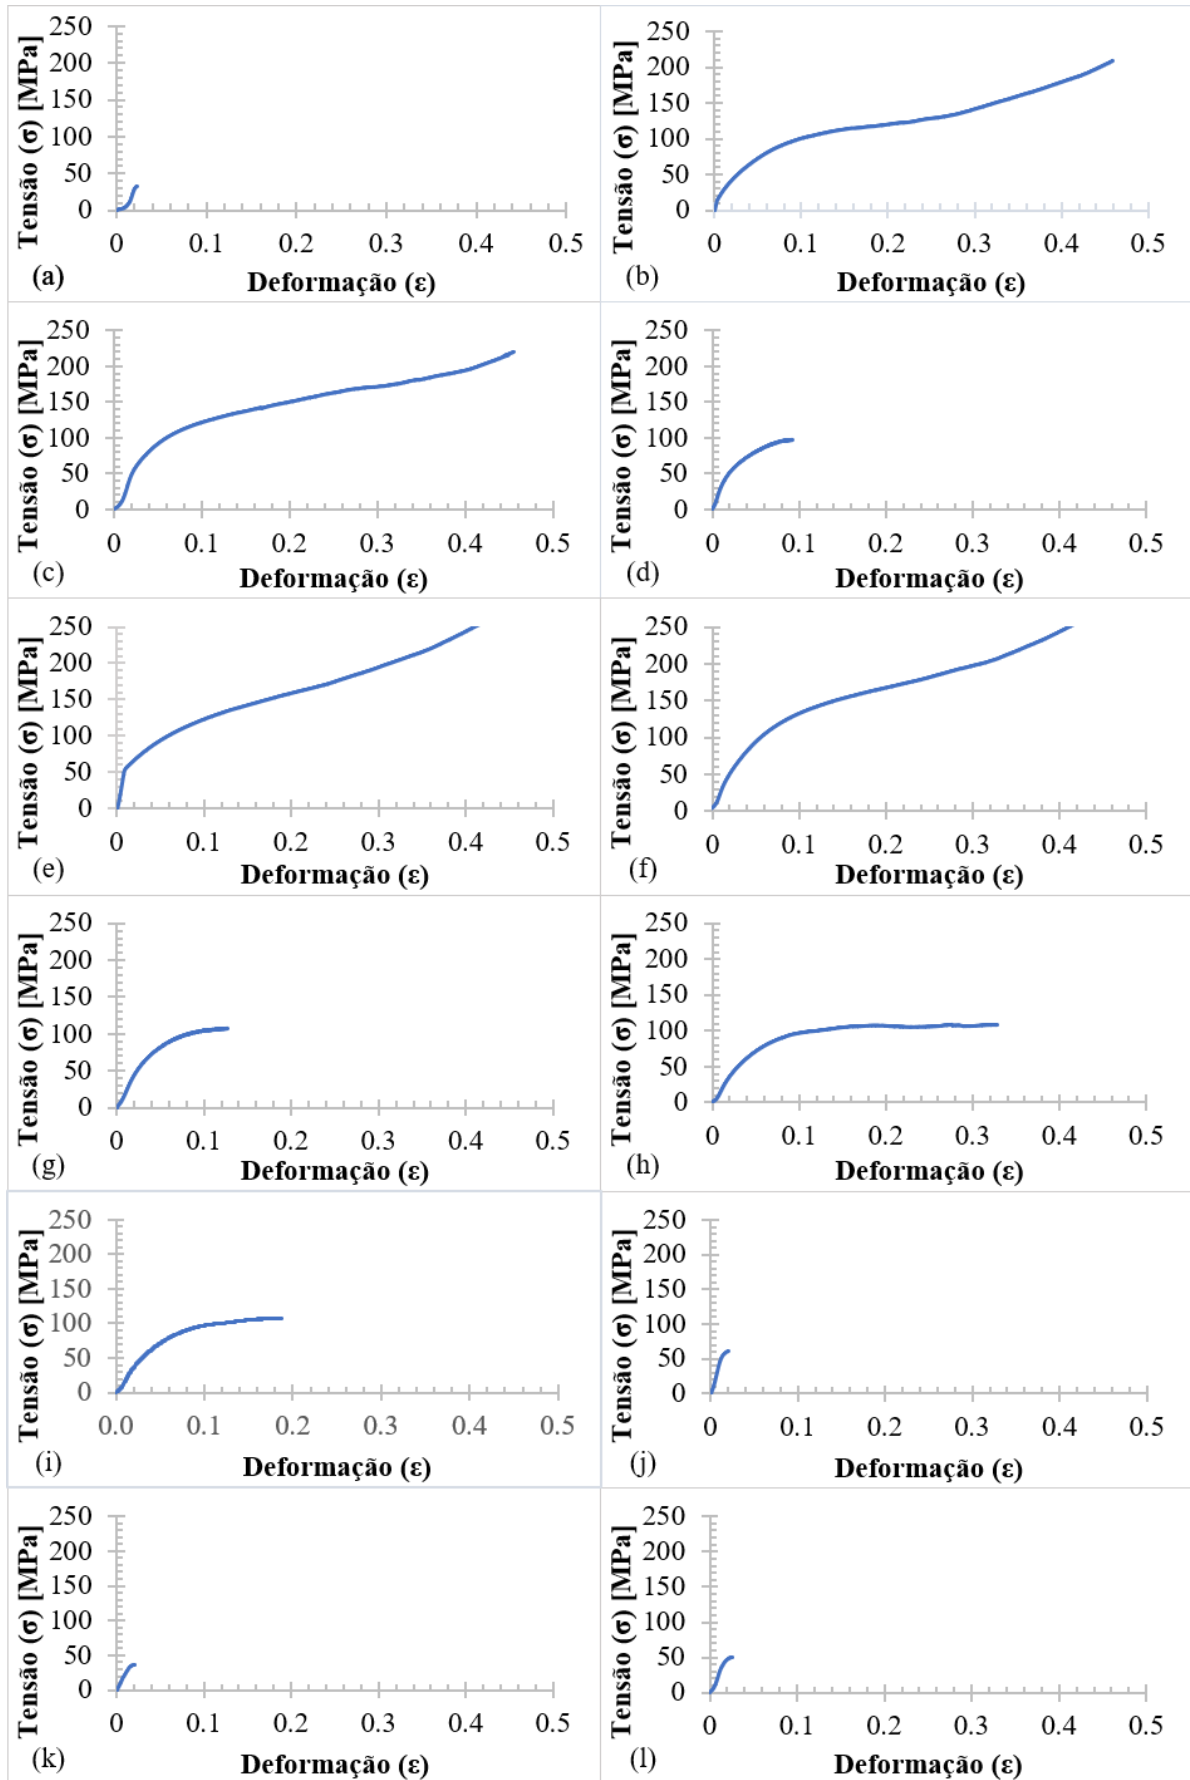 Tensão (σ) [MPa]
250
200
150
100
50
0
0 0.1 0.2 0.3 0.4 0.5
(a) Deformação (ε)
Tensão (σ) [MPa]
250
200
150
100
50
0
0 0.1 0.2 0.3 0.4 0.5
(b) Deformação (ε)
Tensão (σ) [MPa]
250
200
150
100
50
0
0 0.1 0.2 0.3 0.4 0.5
(c) Deformação (ε)
Tensão (σ) [MPa]
250
200
150
100
50
0
0 0.1 0.2 0.3 0.4 0.5
(d) Deformação (ε)
Tensão (σ) [MPa]
250
200
150
100
50
0
0 0.1 0.2 0.3 0.4 0.5
(e) Deformação (ε)
Tensão (σ) [MPa]
250
200
150
100
50
0
0 0.1 0.2 0.3 0.4 0.5
(f) Deformação (ε)
Tensão (σ) [MPa]
250
200
150
100
50
0
0 0.1 0.2 0.3 0.4 0.5
(g) Deformação (ε)
Tensão (σ) [MPa]
250
200
150
100
50
0
0 0.1 0.2 0.3 0.4 0.5
(h) Deformação (ε)
Tensão (σ) [MPa]
250
200
150
100
50
0
0.0 0.1 0.2 0.3 0.4 0.5
(i) Deformação (ε)
Tensão (σ) [MPa]
250
200
150
100
50
0
0 0.1 0.2 0.3 0.4 0.5
(j) Deformação (ε)
Tensão (σ) [MPa]
250
200
150
100
50
0
0 0.1 0.2 0.3 0.4 0.5
(k) Deformação (ε)
Tensão (σ) [MPa]
250
200
150
100
50
0
0 0.1 0.2 0.3 0.4 0.5
(l) Deformação (ε)